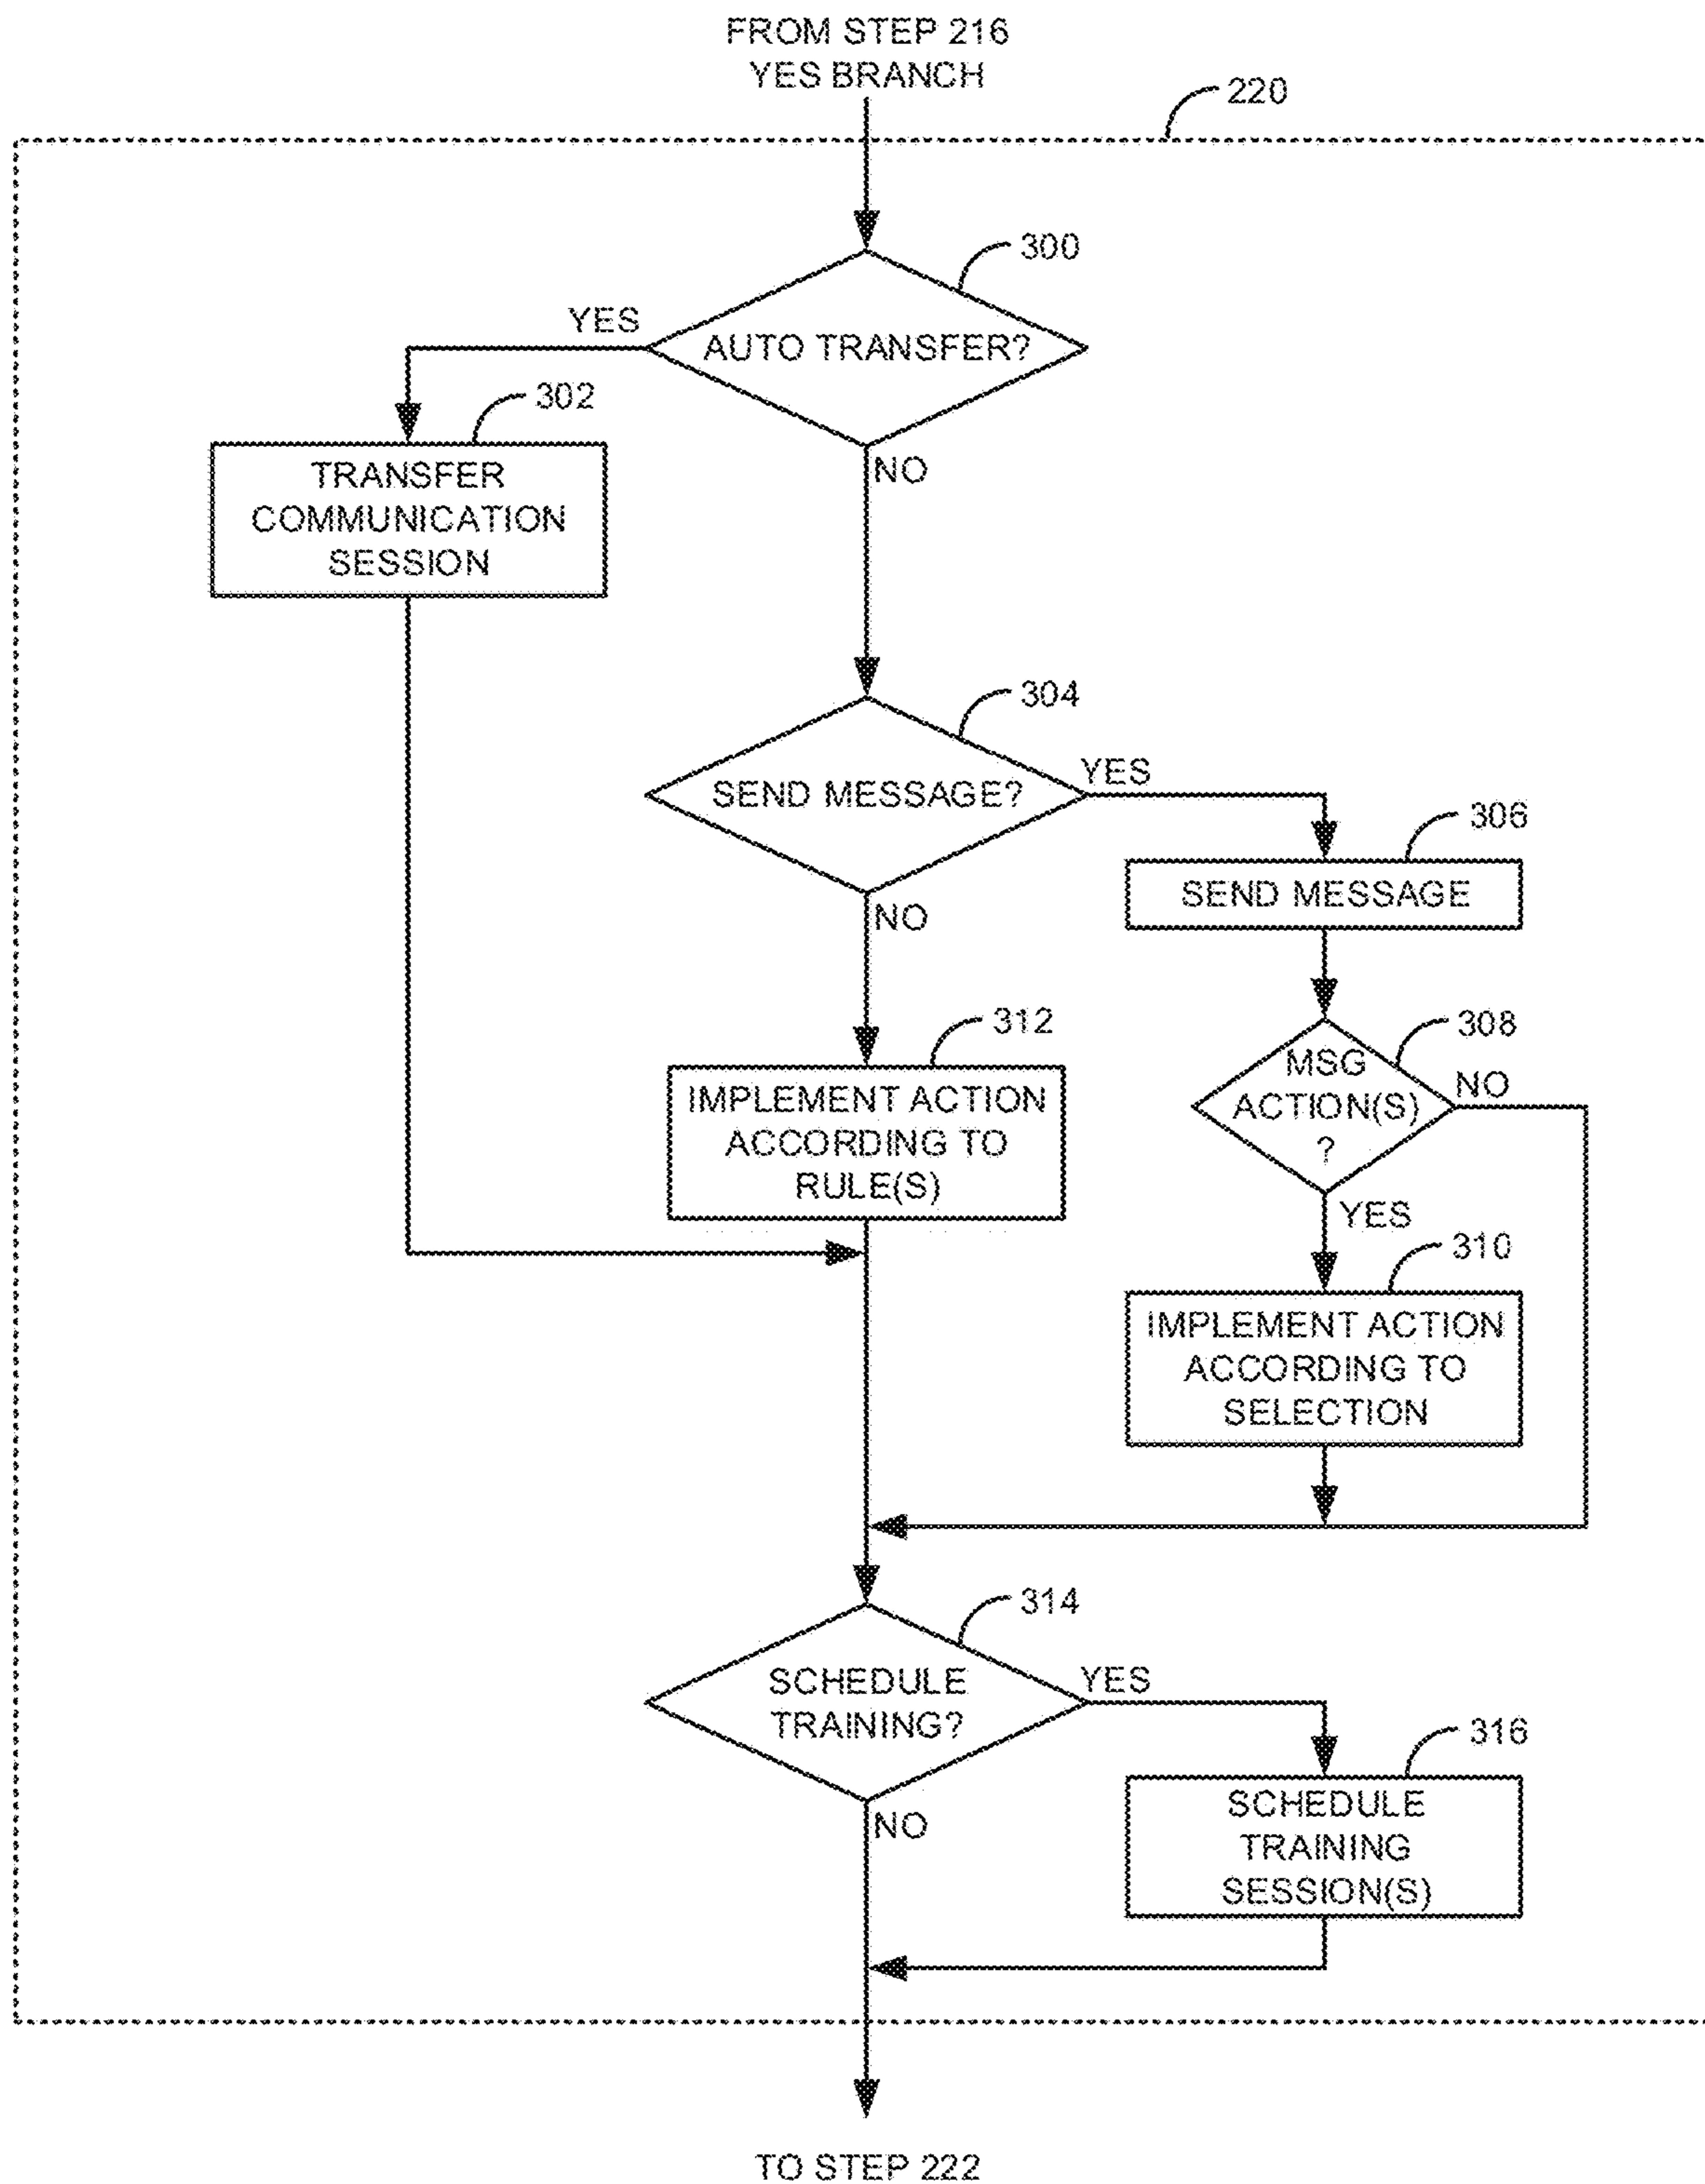 FROM STEP 216
YES BRANCH
220
300
AUTO TRANSFER?
YES
NO
302
TRANSFER
COMMUNICATION
SESSION
304
SEND MESSAGE?
YES
NO
306
SEND MESSAGE
308
MSG
ACTION(S)
?
NO
YES
312
IMPLEMENT ACTION
ACCORDING TO
RULE(S)
310
IMPLEMENT ACTION
ACCORDING TO
SELECTION
314
SCHEDULE
TRAINING?
YES
NO
316
SCHEDULE
TRAINING
SESSION(S)
TO STEP 222